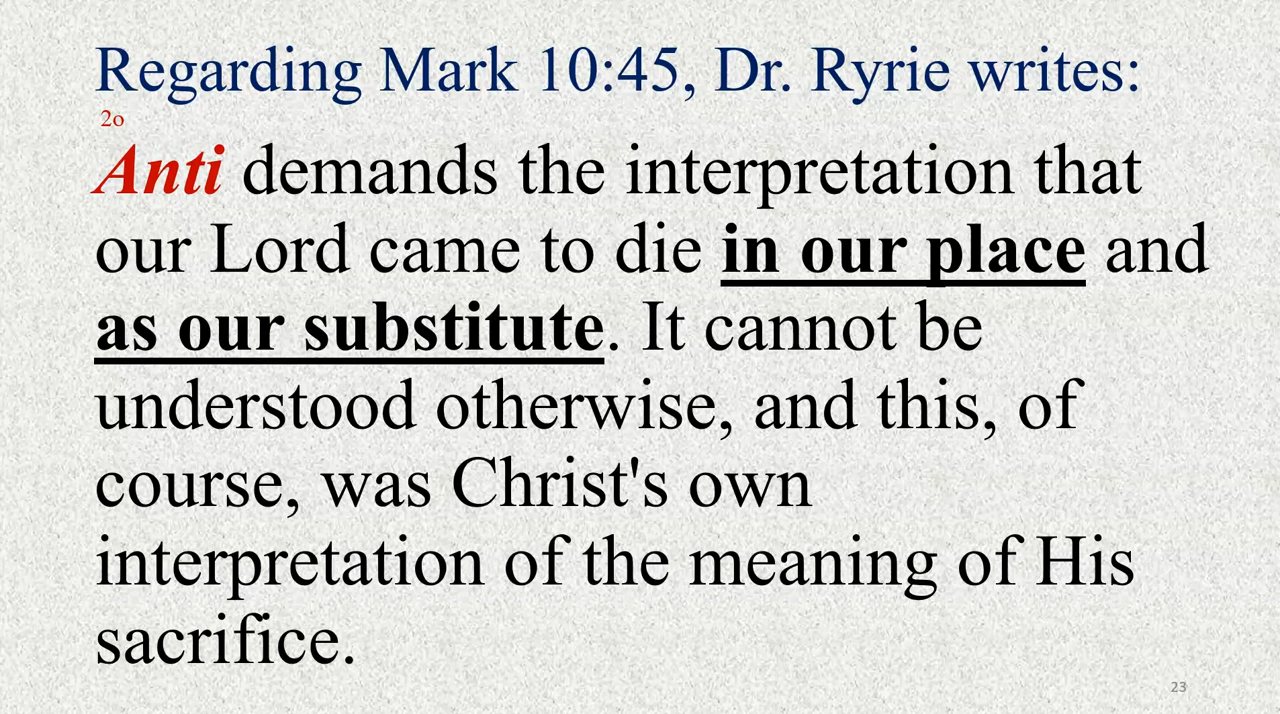 Regarding Mark 10:45, Dr. Ryrie writes:
2o
Anti demands the interpretation that
our Lord came to die in our place and
as our substitute. It cannot be
understood otherwise, and this, of
course, was Christ's own
interpretation of the meaning of His
sacrifice.
23